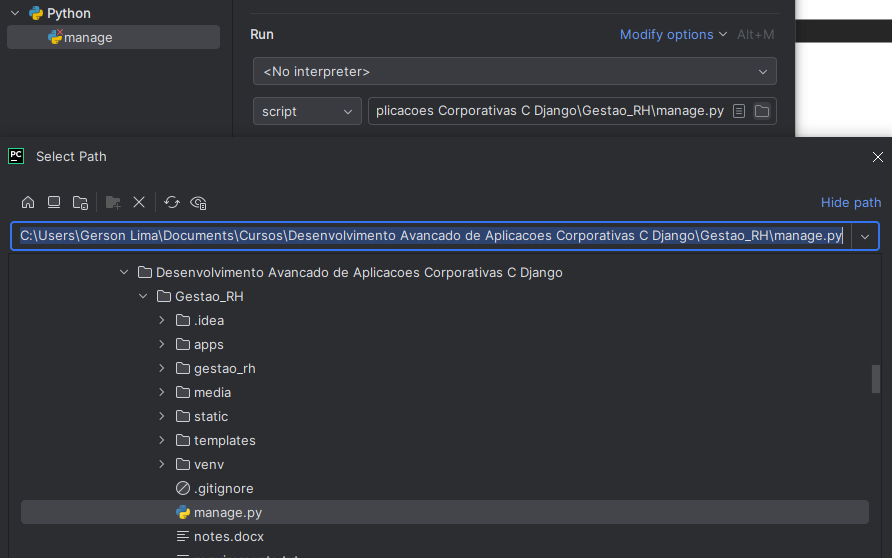 Python
manage
Run
Modify options Alt+M
<No interpreter>
script plicacoes Corporativas C Django\Gestao_RH\manage.py
PC Select Path
Hide path
C:\Users\Gerson Lima\Documents\Cursos\Desenvolvimento Avancado de Aplicacoes Corporativas C Django\Gestao_RH\manage.py
Desenvolvimento Avancado de Aplicacoes Corporativas C Django
Gestao_RH
.idea
apps
gestao_rh
media
static
templates
venv
.gitignore
manage.py
notes.docx